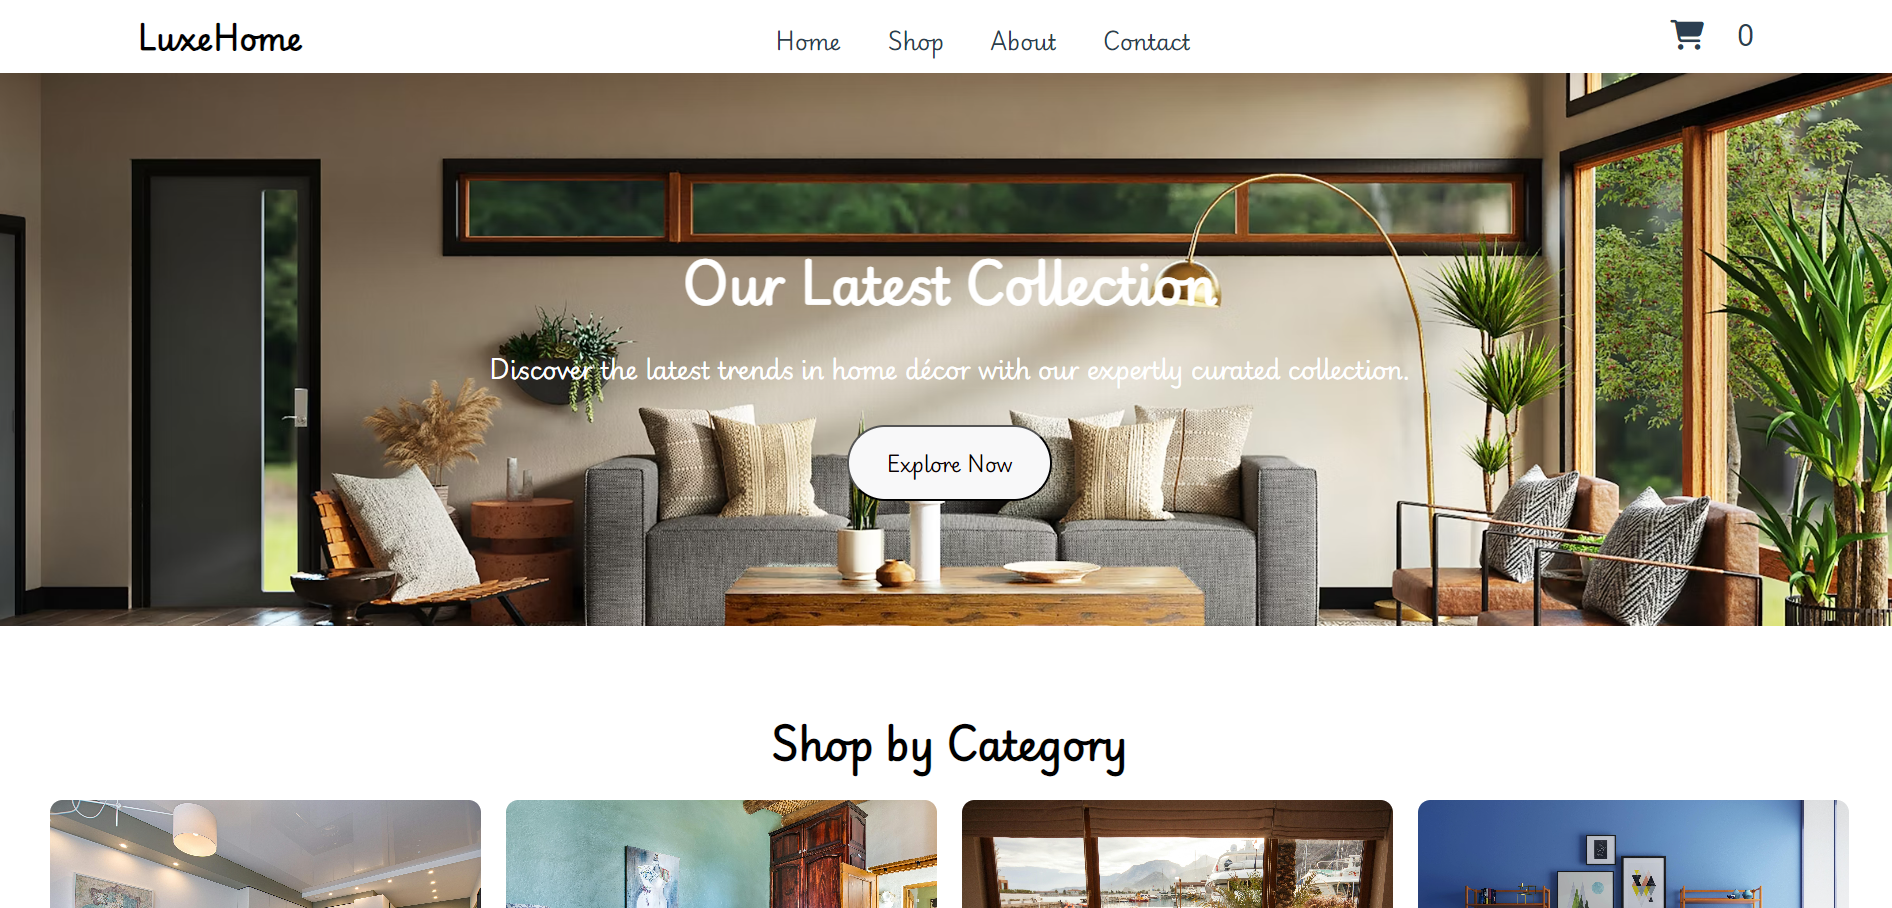 LuxeHome
Home Shop About Contact
0
Our Latest Collection
Discover the latest trends in home décor with our expertly curated collection.
Explore Now
Shop by Category